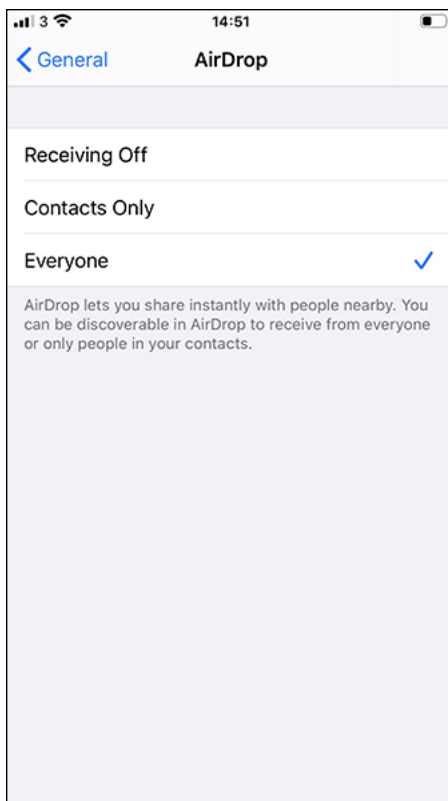 3 14:51
General AirDrop
Receiving Off
Contacts Only
Everyone
AirDrop lets you share instantly with people nearby. You
can be discoverable in AirDrop to receive from everyone
or only people in your contacts.